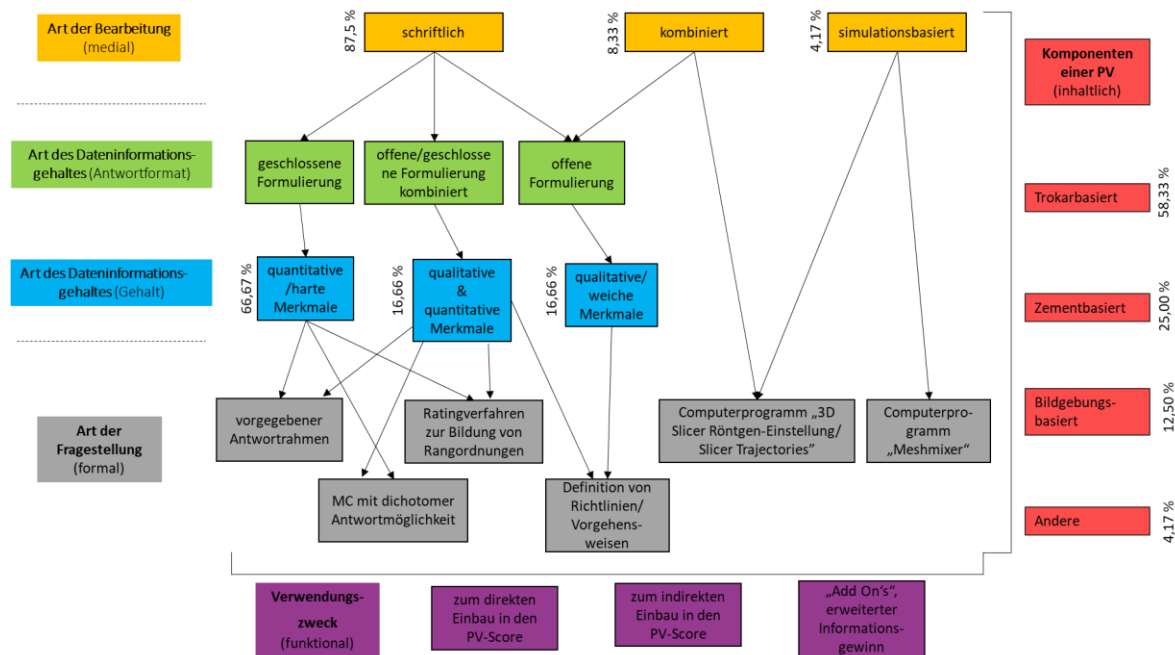 Art der Bearbeitung
(medial)
87,5 %
schriftlich
8,33 %
kombiniert
4,17 %
simulationsbasiert
Komponenten
einer PV
(inhaltlich)
Art des Dateninformations-
gehaltes (Antwortformat)
geschlossene
Formulierung
offene/geschlosse
ne Formulierung
kombiniert
offene
Formulierung
Trokarbasiert
58,33 %
Art des Dateninformations-
gehaltes (Gehalt)
66,67 %
quantitative
/harte
Merkmale
16,66 %
qualitative
&
quantitative
Merkmale
16,66 %
qualitative/
weiche
Merkmale
Zementbasiert
25,00 %
Art der
Fragestellung
(formal)
vorgegebener
Antwortrahmen
Ratingverfahren
zur Bildung von
Rangordnungen
Computerprogramm „3D
Slicer Röntgen-Einstellung/
Slicer Trajectories”
Computerpro-
gramm
„Meshmixer“
Bildgebungs-
basiert
12,50 %
MC mit dichotomer
Antwortmöglichkeit
Definition von
Richtlinien/
Vorgehens-
weisen
Andere
4,17 %
Verwendungs-
zweck
(funktional)
zum direkten
Einbau in den
PV-Score
zum indirekten
Einbau in den
PV-Score
„Add On‘s“,
erweiterter
Informations-
gewinn